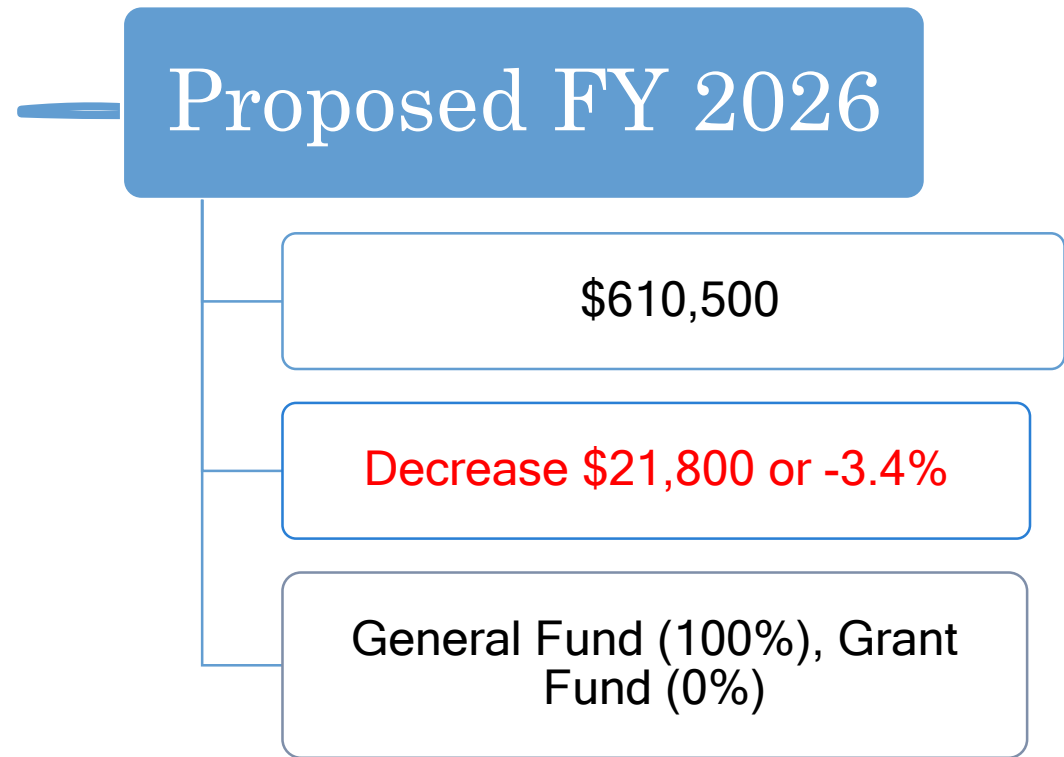 Proposed FY 2026
$610,500
Decrease $21,800 or -3.4%
General Fund (100%), Grant
Fund (0%)